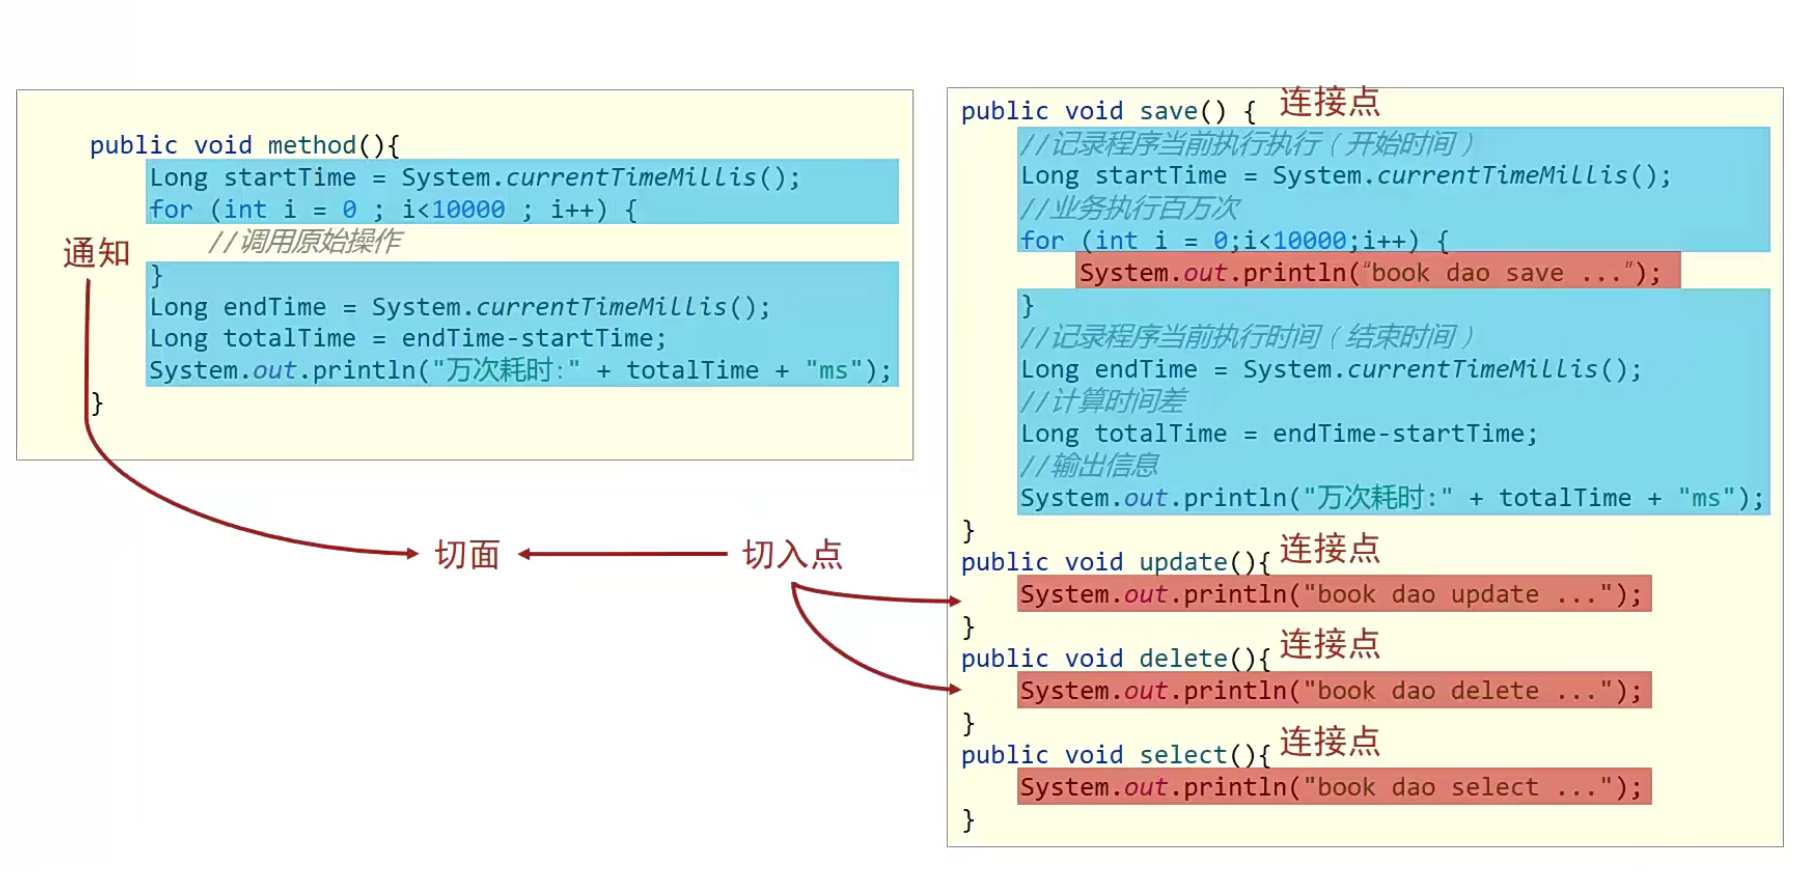 public void method(){
Long startTime = System.currentTimeMillis();
for (int i = 0 ; i<10000 ; i++) {
//调用原始操作
}
Long endTime = System.currentTimeMillis();
Long totalTime = endTime-startTime;
System.out.println("万次耗时:" + totalTime + "ms");
}
通知
切面
切入点
public void save() {
连接点
//记录程序当前执行执行（开始时间）
Long startTime = System.currentTimeMillis();
//业务执行百万次
for (int i = 0;i<10000;i++) {
System.out.println(“book dao save ...”);
}
//记录程序当前执行时间（结束时间）
Long endTime = System.currentTimeMillis();
//计算时间差
Long totalTime = endTime-startTime;
//输出信息
System.out.println("万次耗时:" + totalTime + "ms");
}
public void update(){
连接点
System.out.println("book dao update ...");
}
public void delete(){
连接点
System.out.println("book dao delete ...");
}
public void select(){
连接点
System.out.println("book dao select ...");
}